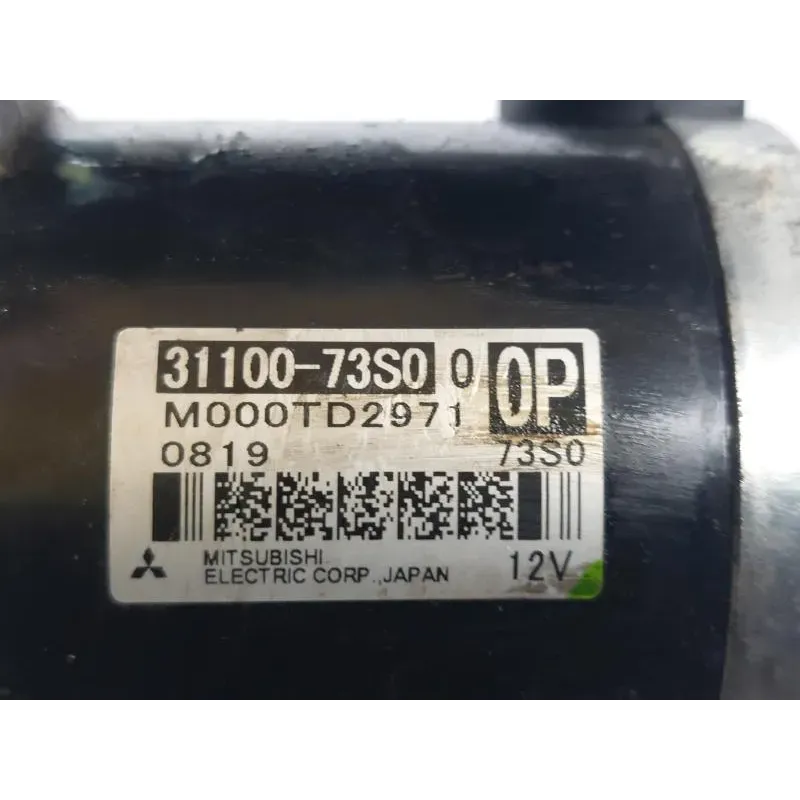 31100-73S0 0 0P
M000TD2971
0819 73S0
MITSUBISHI
ELECTRIC CORP., JAPAN 12V